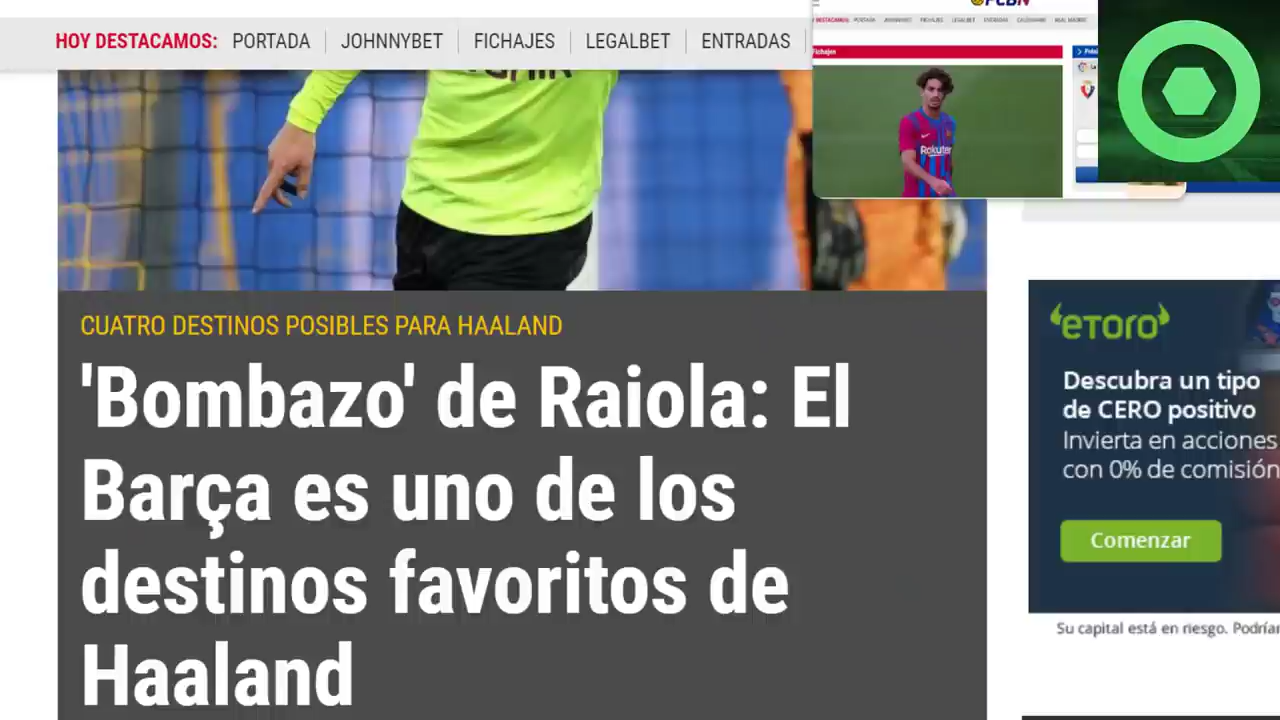 HOY DESTACAMOS: PORTADA JOHNNYBET FICHAJES LEGALBET ENTRADAS
Fichajes
Rakuten
CUATRO DESTINOS POSIBLES PARA HAALAND
'Bombazo' de Raiola: El
Barça es uno de los
destinos favoritos de
Haaland
eToro
Descubra un tipo
de CERO positivo
Invierta en acciones
con 0% de comisión
Comenzar
Su capital está en riesgo.